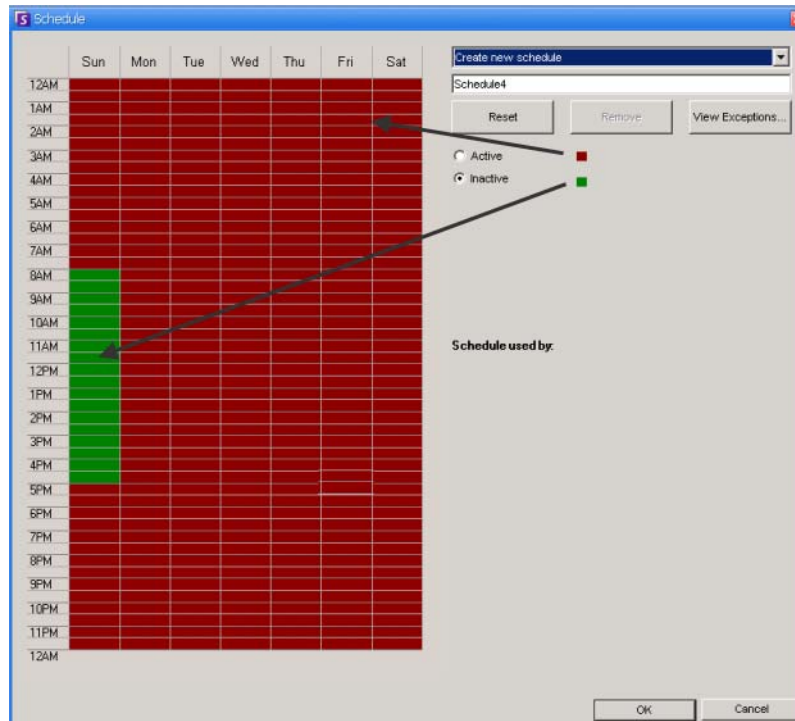 Schedule
Sun Mon Tue Wed Thu Fri Sat
12AM
1AM
2AM
3AM
4AM
5AM
6AM
7AM
8AM
9AM
10AM
11AM
12PM
1PM
2PM
3PM
4PM
5PM
6PM
7PM
8PM
9PM
10PM
11PM
12AM
Create new schedule
Schedule4
Reset Remove View Exceptions...
Active
Inactive
Schedule used by:
OK Cancel